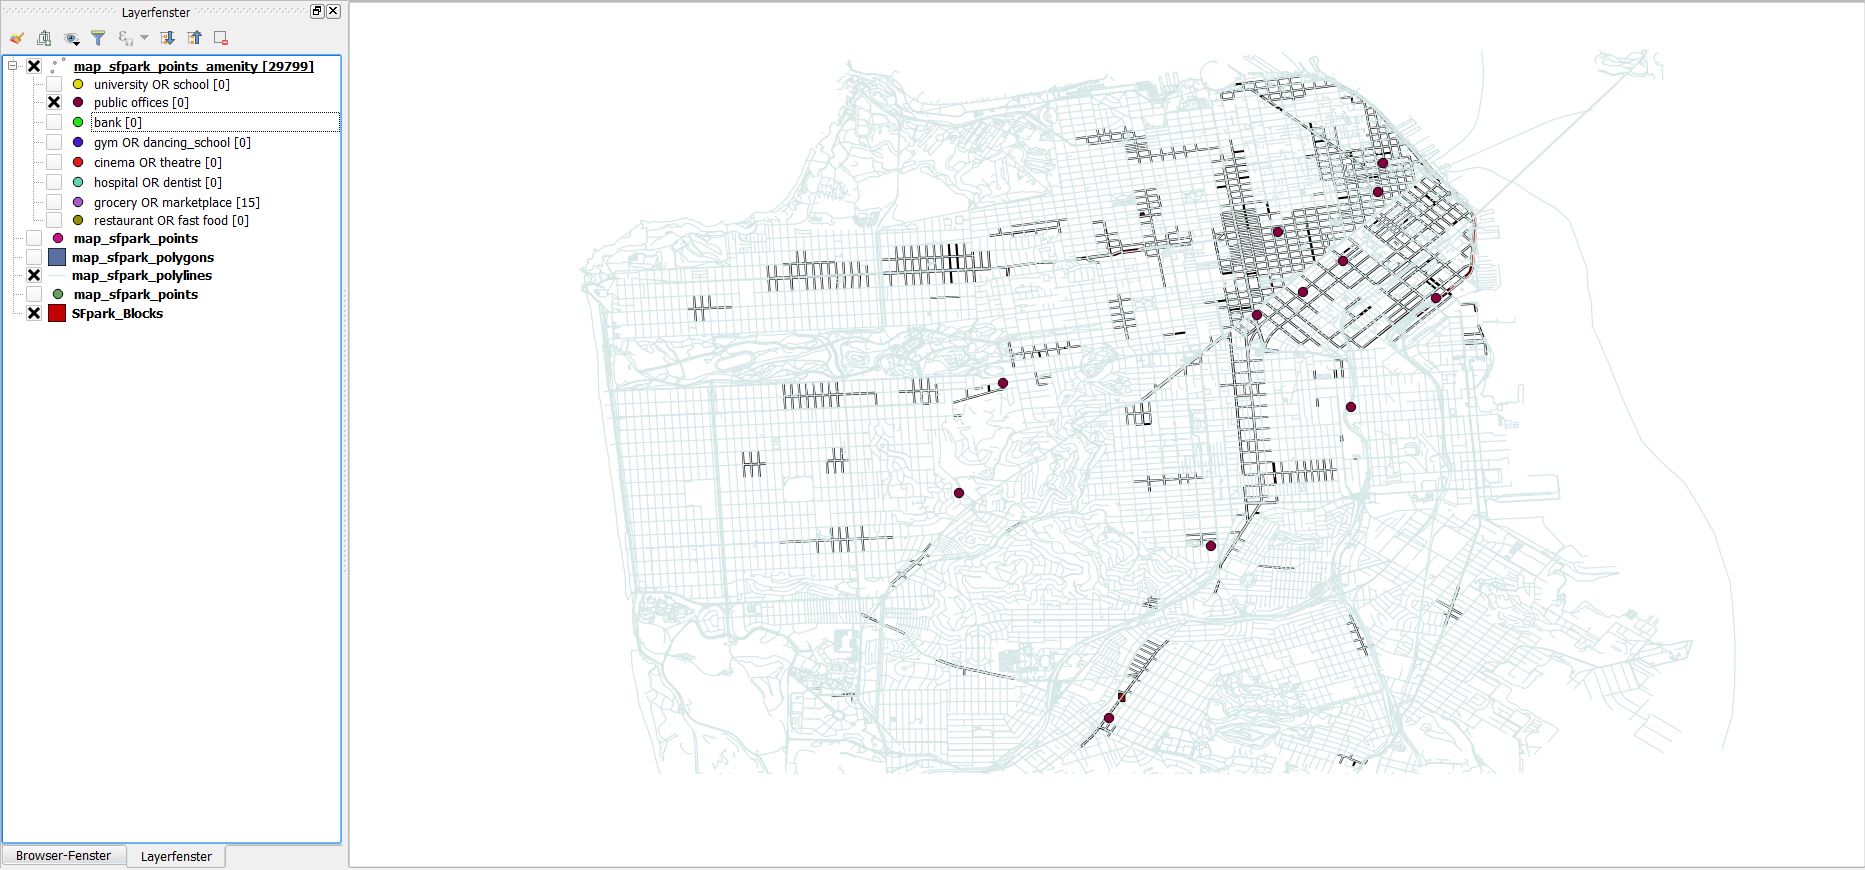 Layerfenster
map_sfpark_points_amenity [29799]
university OR school [0]
public offices [0]
bank [0]
gym OR dancing_school [0]
cinema OR theatre [0]
hospital OR dentist [0]
grocery OR marketplace [15]
restaurant OR fast food [0]
map_sfpark_points
map_sfpark_polygons
map_sfpark_polylines
map_sfpark_points
SFpark_Blocks
Browser-Fenster
Layerfenster